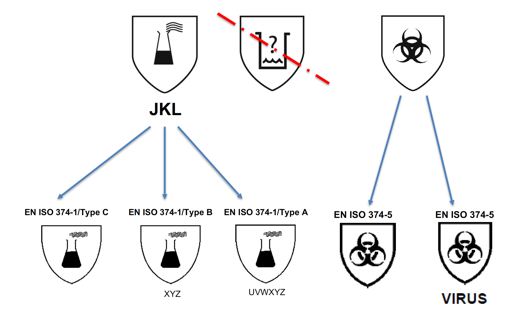 ?
JKL
EN ISO 374-1/Type C
EN ISO 374-1/Type B
EN ISO 374-1/Type A
EN ISO 374-5
EN ISO 374-5
XYZ
UVWXYZ
VIRUS